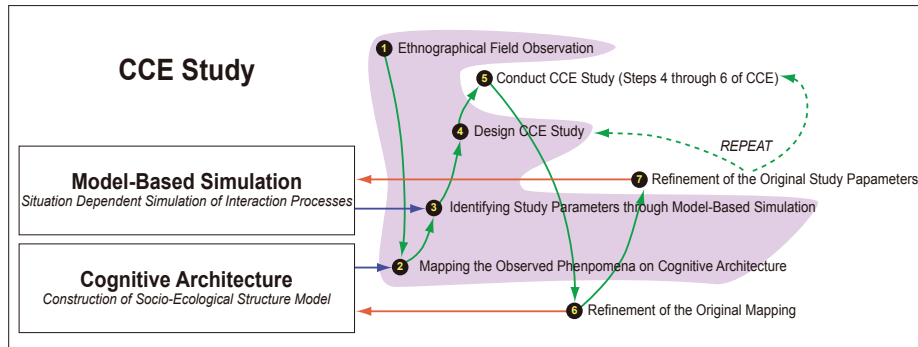 CCE Study
1 Ethnographical Field Observation
5 Conduct CCE Study (Steps 4 through 6 of CCE)
4 Design CCE Study
REPEAT
Model-Based Simulation
Situation Dependent Simulation of Interaction Processes
7 Refinement of the Original Study Papameters
3 Identifying Study Parameters through Model-Based Simulation
Cognitive Architecture
Construction of Socio-Ecological Structure Model
2 Mapping the Observed Phenpomena on Cognitive Architecture
6 Refinement of the Original Mapping